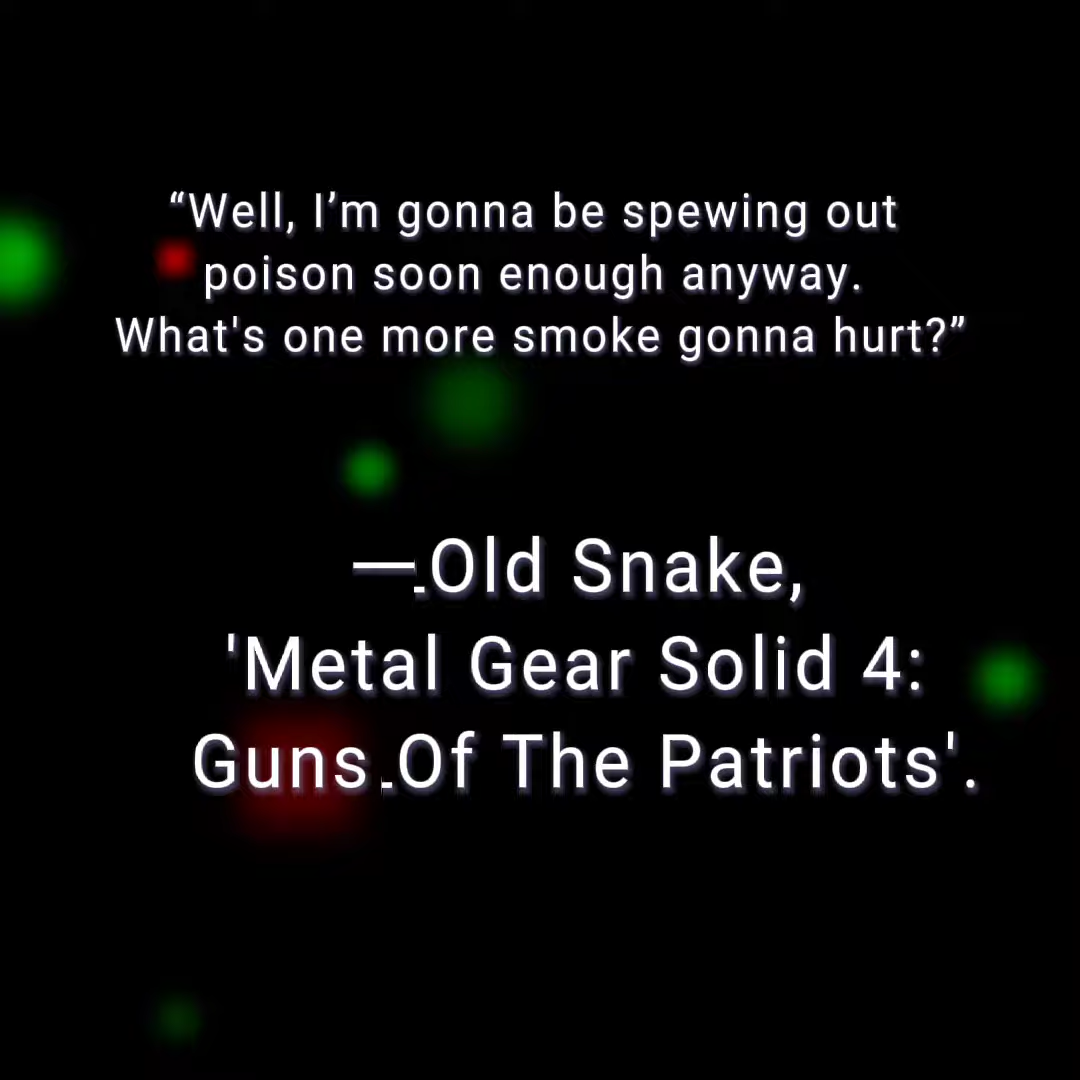 “Well, I’m gonna be spewing out
poison soon enough anyway.
What's one more smoke gonna hurt?”
—.Old Snake,
'Metal Gear Solid 4:
Guns .Of The Patriots'.